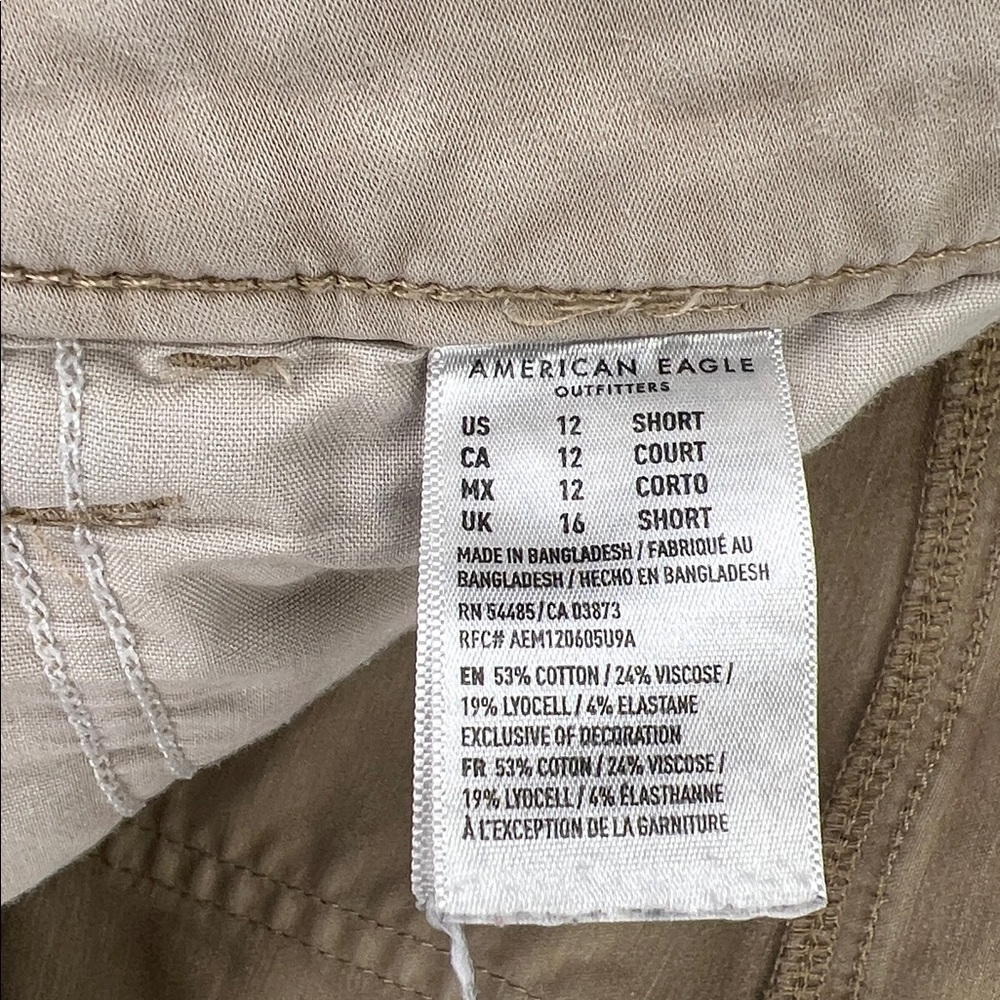 AMERICAN EAGLE
OUTFITTERS
US 12 SHORT
CA 12 COURT
MX 12 CORTO
UK 16 SHORT
MADE IN BANGLADESH / FABRIQUÉ AU
BANGLADESH / HECHO EN BANGLADESH
RN 54485/CA 03873
RFC# AEM120605U9A
EN 53% COTTON / 24% VISCOSE /
19% LYOCELL / 4% ELASTANE
EXCLUSIVE OF DECORATION
FR 53% COTON / 24% VISCOSE /
19% LYOCELL / 4% ÉLASTHANNE
À L'EXCEPTION DE LA GARNITURE